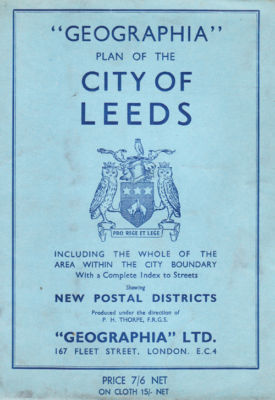 "GEOGRAPHIA"
PLAN OF THE
CITY OF
LEEDS
PRO REGE ET LEGE
INCLUDING THE WHOLE OF THE
AREA WITHIN THE CITY BOUNDARY
With a Complete Index to Streets
Shewing
NEW POSTAL DISTRICTS
Produced under the direction of
P. H. THORPE, F.R.G.S.
"GEOGRAPHIA" LTD.
167 FLEET STREET, LONDON, E.C.4
PRICE 7/6 NET
ON CLOTH 15/- NET